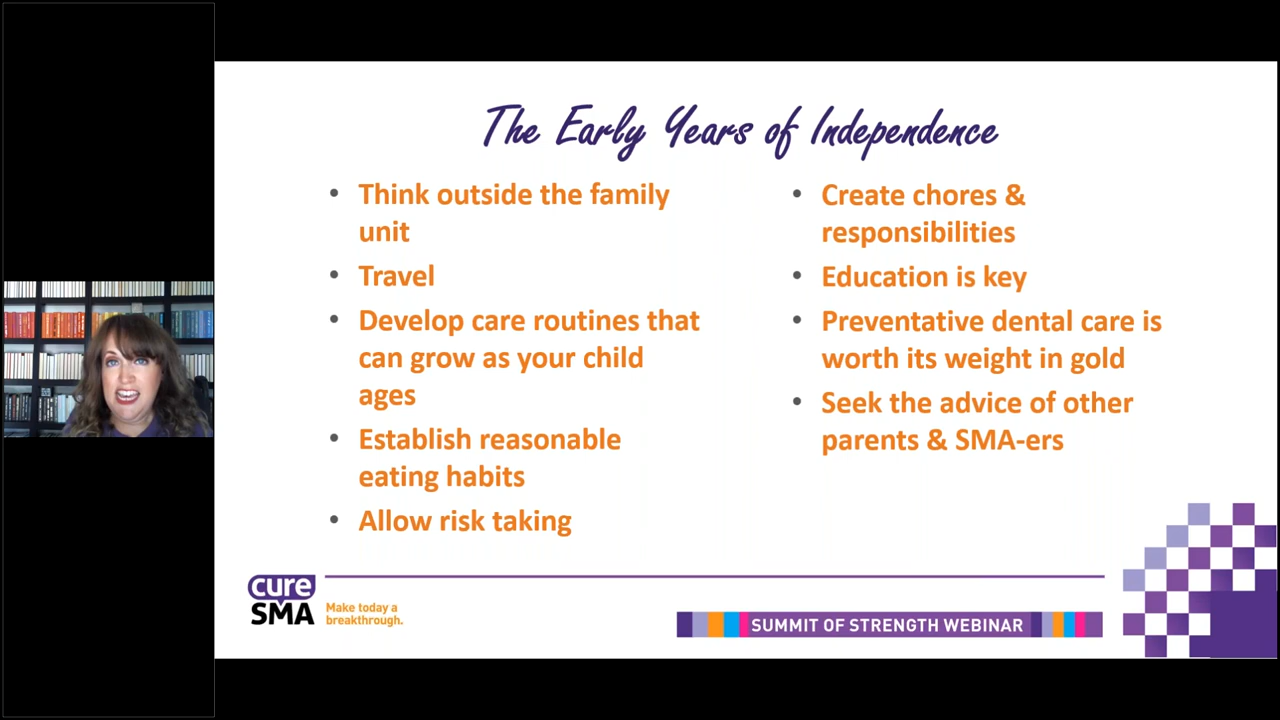 The Early Years of Independence
• Think outside the family
unit
• Travel
• Develop care routines that
can grow as your child
ages
• Establish reasonable
eating habits
• Allow risk taking
• Create chores &
responsibilities
• Education is key
• Preventative dental care is
worth its weight in gold
• Seek the advice of other
parents & SMA-ers
cure
SMA
Make today a
breakthrough.
SUMMIT OF STRENGTH WEBINAR